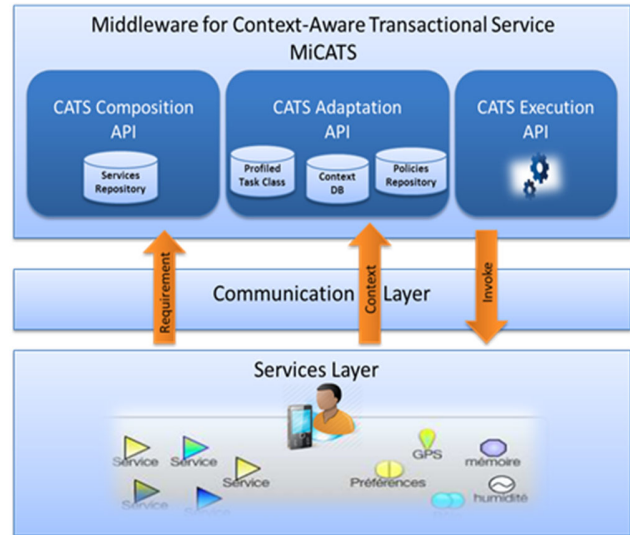 Middleware for Context-Aware Transactional Service
MiCATS
CATS Composition
API
Services
Repository
CATS Adaptation
API
Profiled
Task Class
Context
DB
Policies
Repository
CATS Execution
API
Requirement
Context
Invoke
Communication Layer
Services Layer
Service
Service
Service
Service
Service
GPS
mémoire
Préférences
humidité